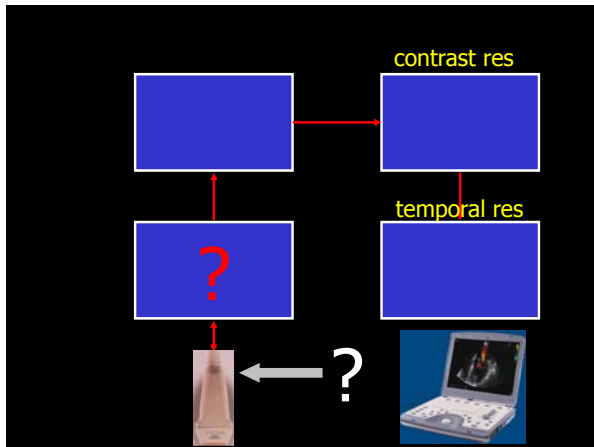 contrast res
temporal res
?
?